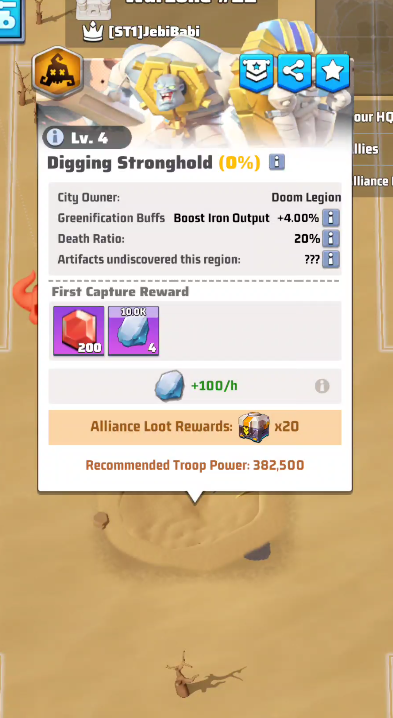 [ST1]JebiBabi
Lv. 4
our HQ
Digging Stronghold (0%)
llies
City Owner: Doom Legion
lliance
Greenification Buffs Boost Iron Output +4.00%
Death Ratio: 20%
Artifacts undiscovered this region: ???
First Capture Reward
10.0K
200
4
+100/h
Alliance Loot Rewards: x20
Recommended Troop Power: 382,500